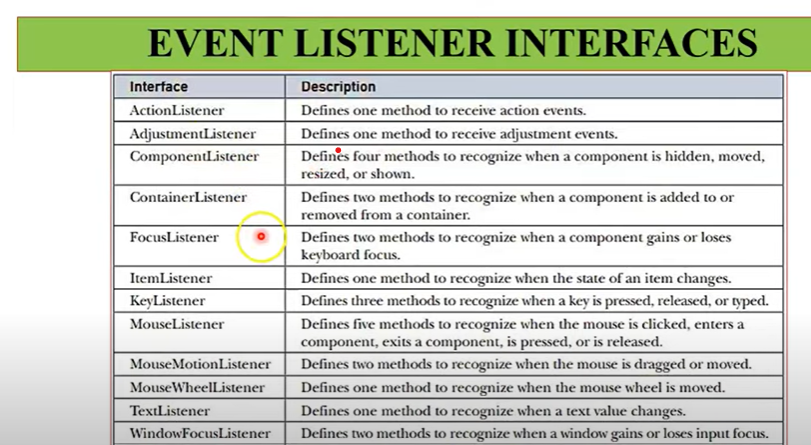 EVENT LISTENER INTERFACES
Interface Description
ActionListener Defines one method to receive action events.
AdjustmentListener Defines one method to receive adjustment events.
ComponentListener Defines four methods to recognize when a component is hidden, moved,
resized, or shown.
ContainerListener Defines two methods to recognize when a component is added to or
removed from a container.
FocusListener Defines two methods to recognize when a component gains or loses
keyboard focus.
ItemListener Defines one method to recognize when the state of an item changes.
KeyListener Defines three methods to recognize when a key is pressed, released, or typed.
MouseListener Defines five methods to recognize when the mouse is clicked, enters a
component, exits a component, is pressed, or is released.
MouseMotionListener Defines two methods to recognize when the mouse is dragged or moved.
MouseWheelListener Defines one method to recognize when the mouse wheel is moved.
TextListener Defines one method to recognize when a text value changes.
WindowFocusListener Defines two methods to recognize when a window gains or loses input focus.